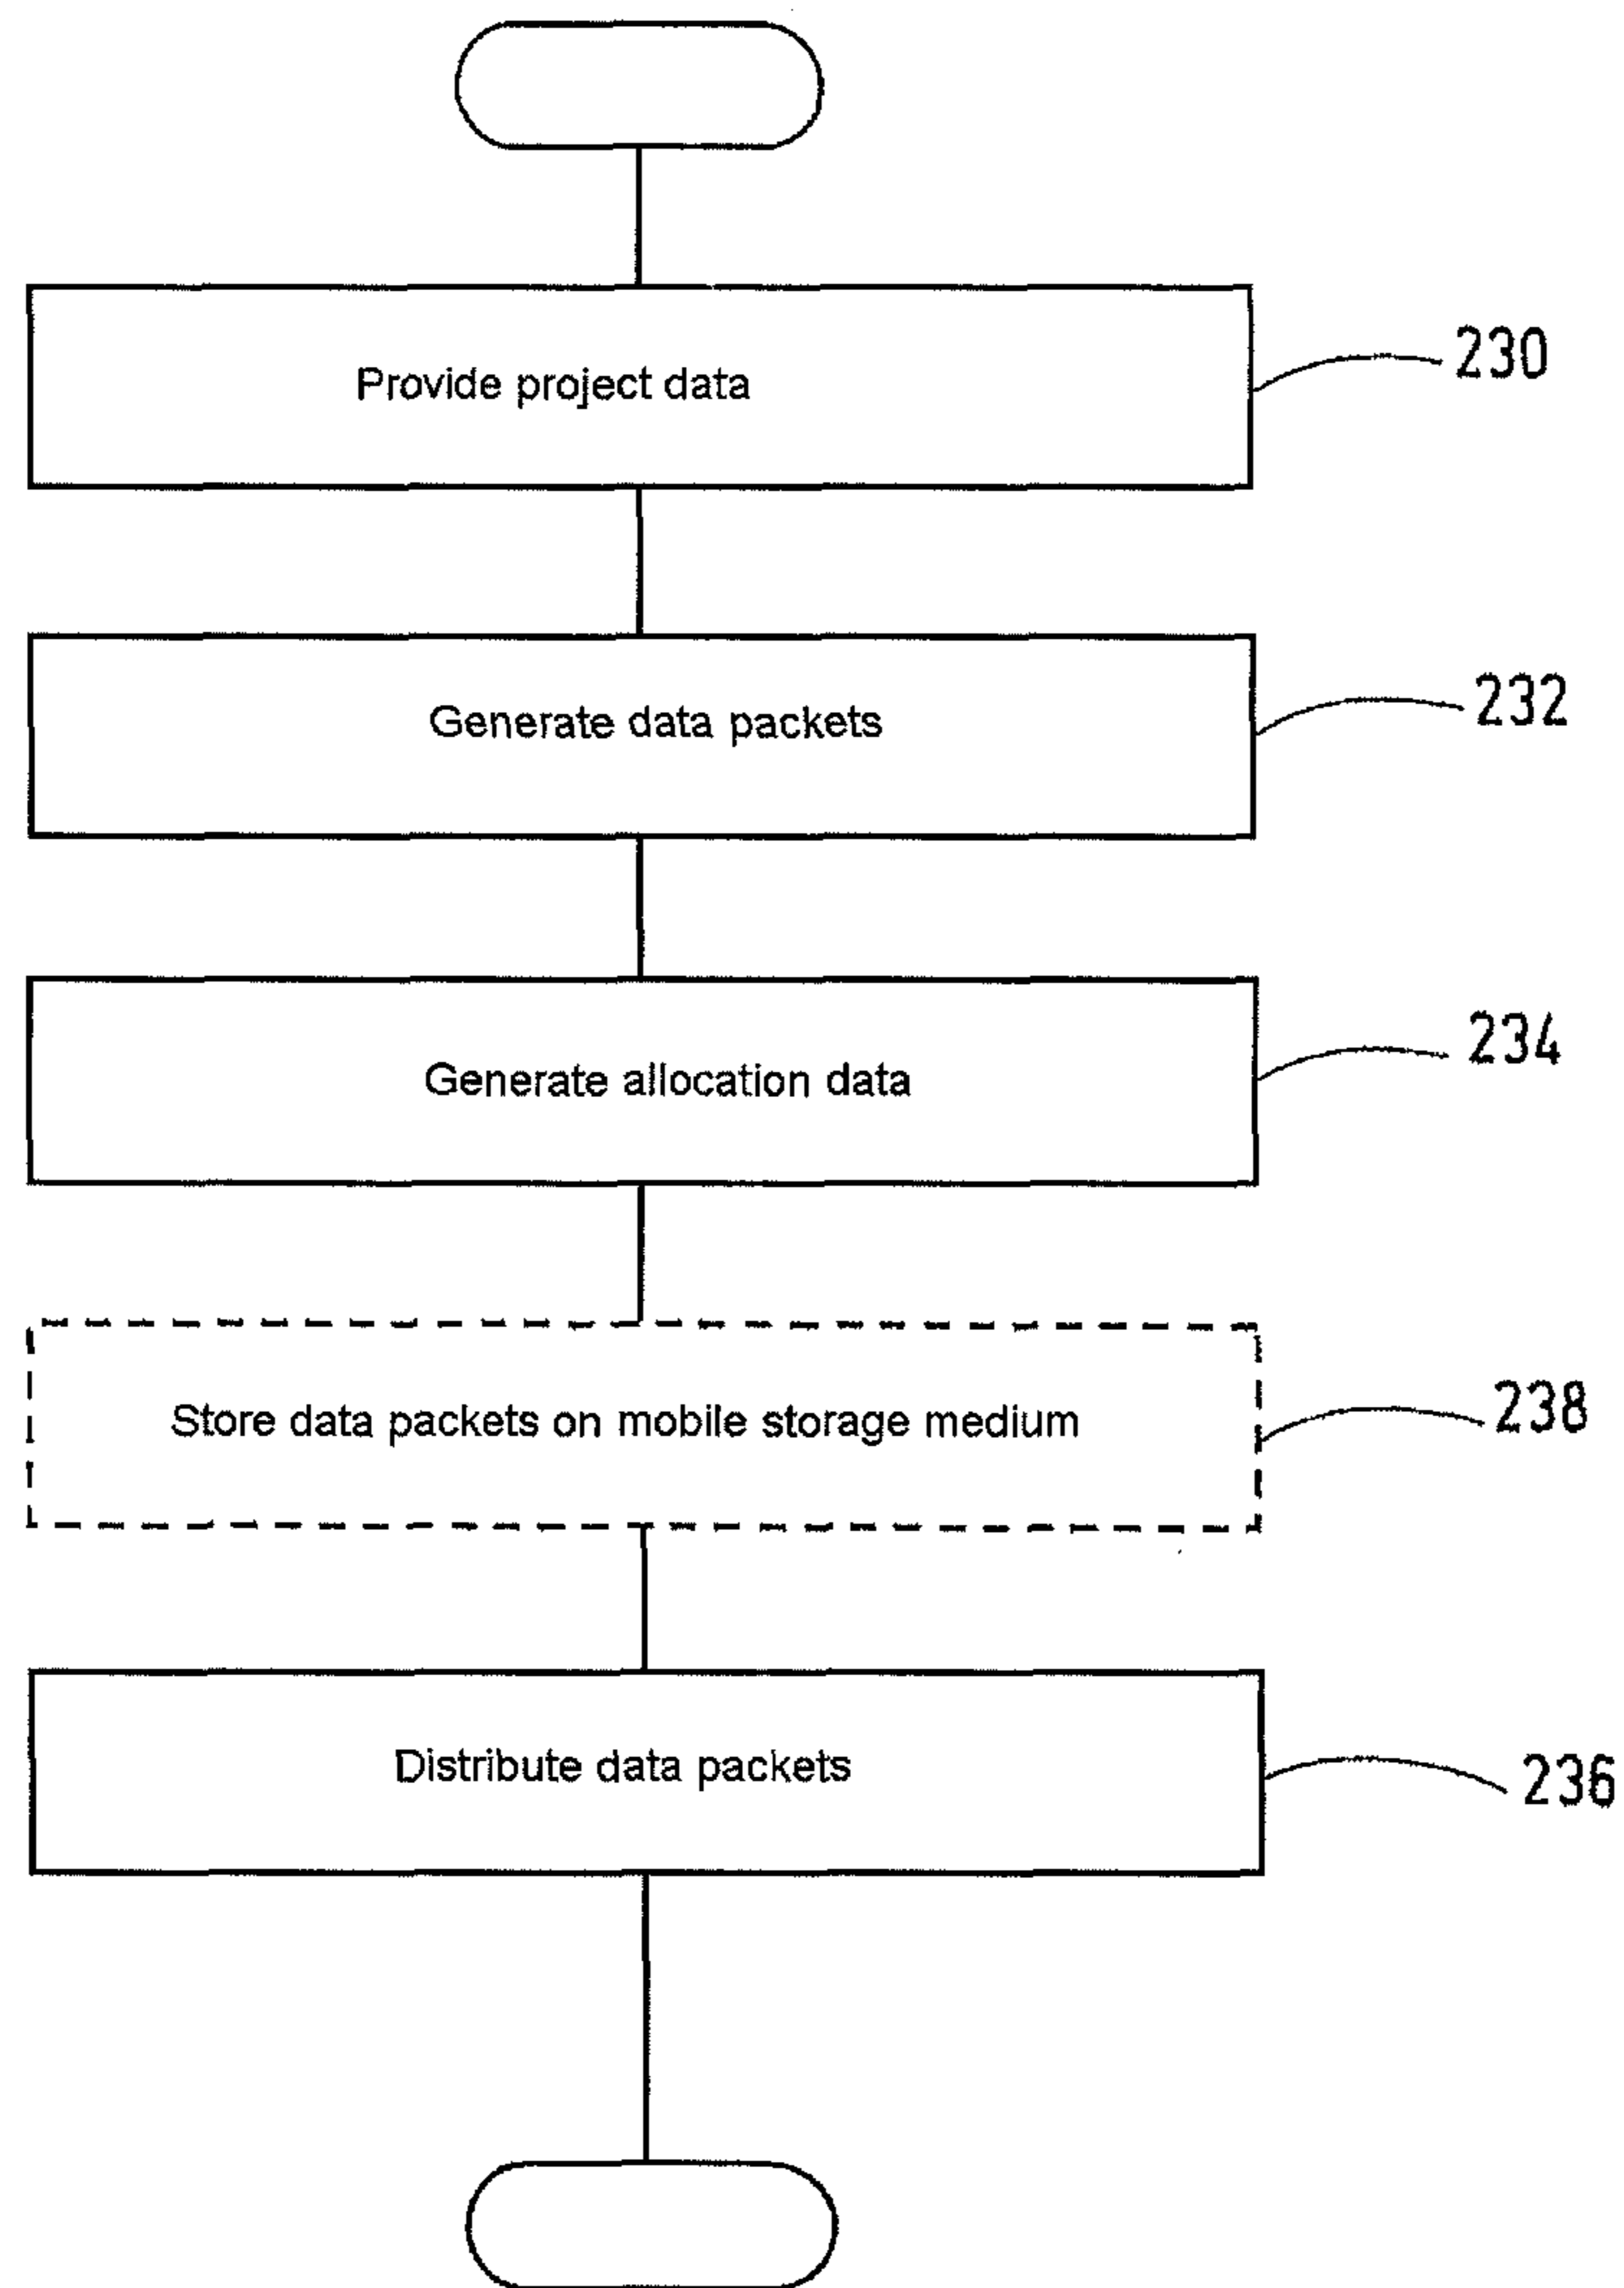 Provide project data
230
Generate data packets
232
Generate allocation data
234
Store data packets on mobile storage medium
238
Distribute data packets
236